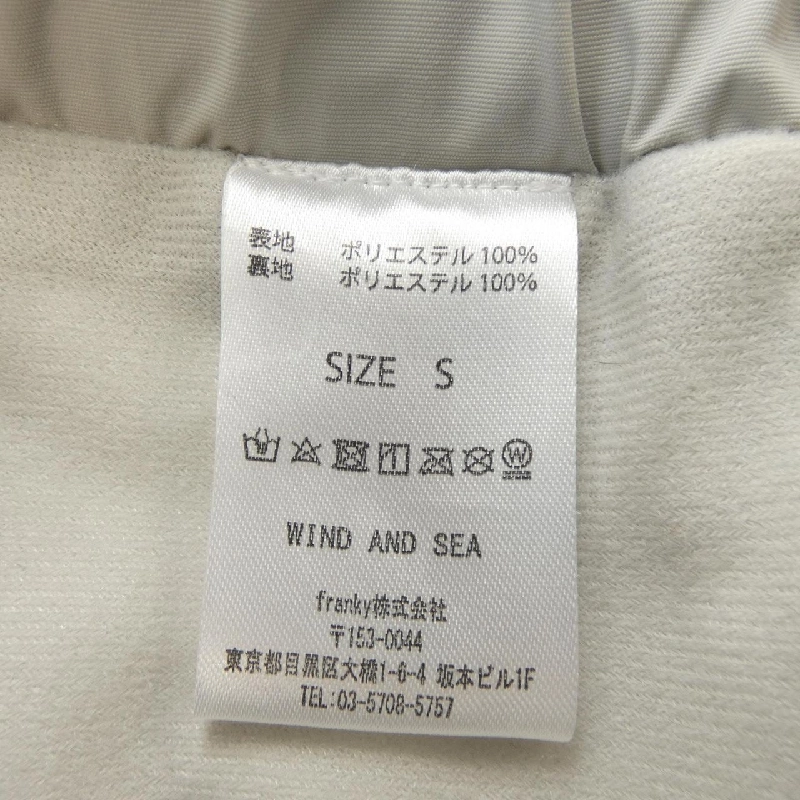 表地 ポリエステル 100%
裏地 ポリエステル 100%
SIZE S
W
WIND AND SEA
franky株式会社
〒153-0044
東京都目黒区大橋1-6-4 坂本ビル1F
TEL:03-5708-5757